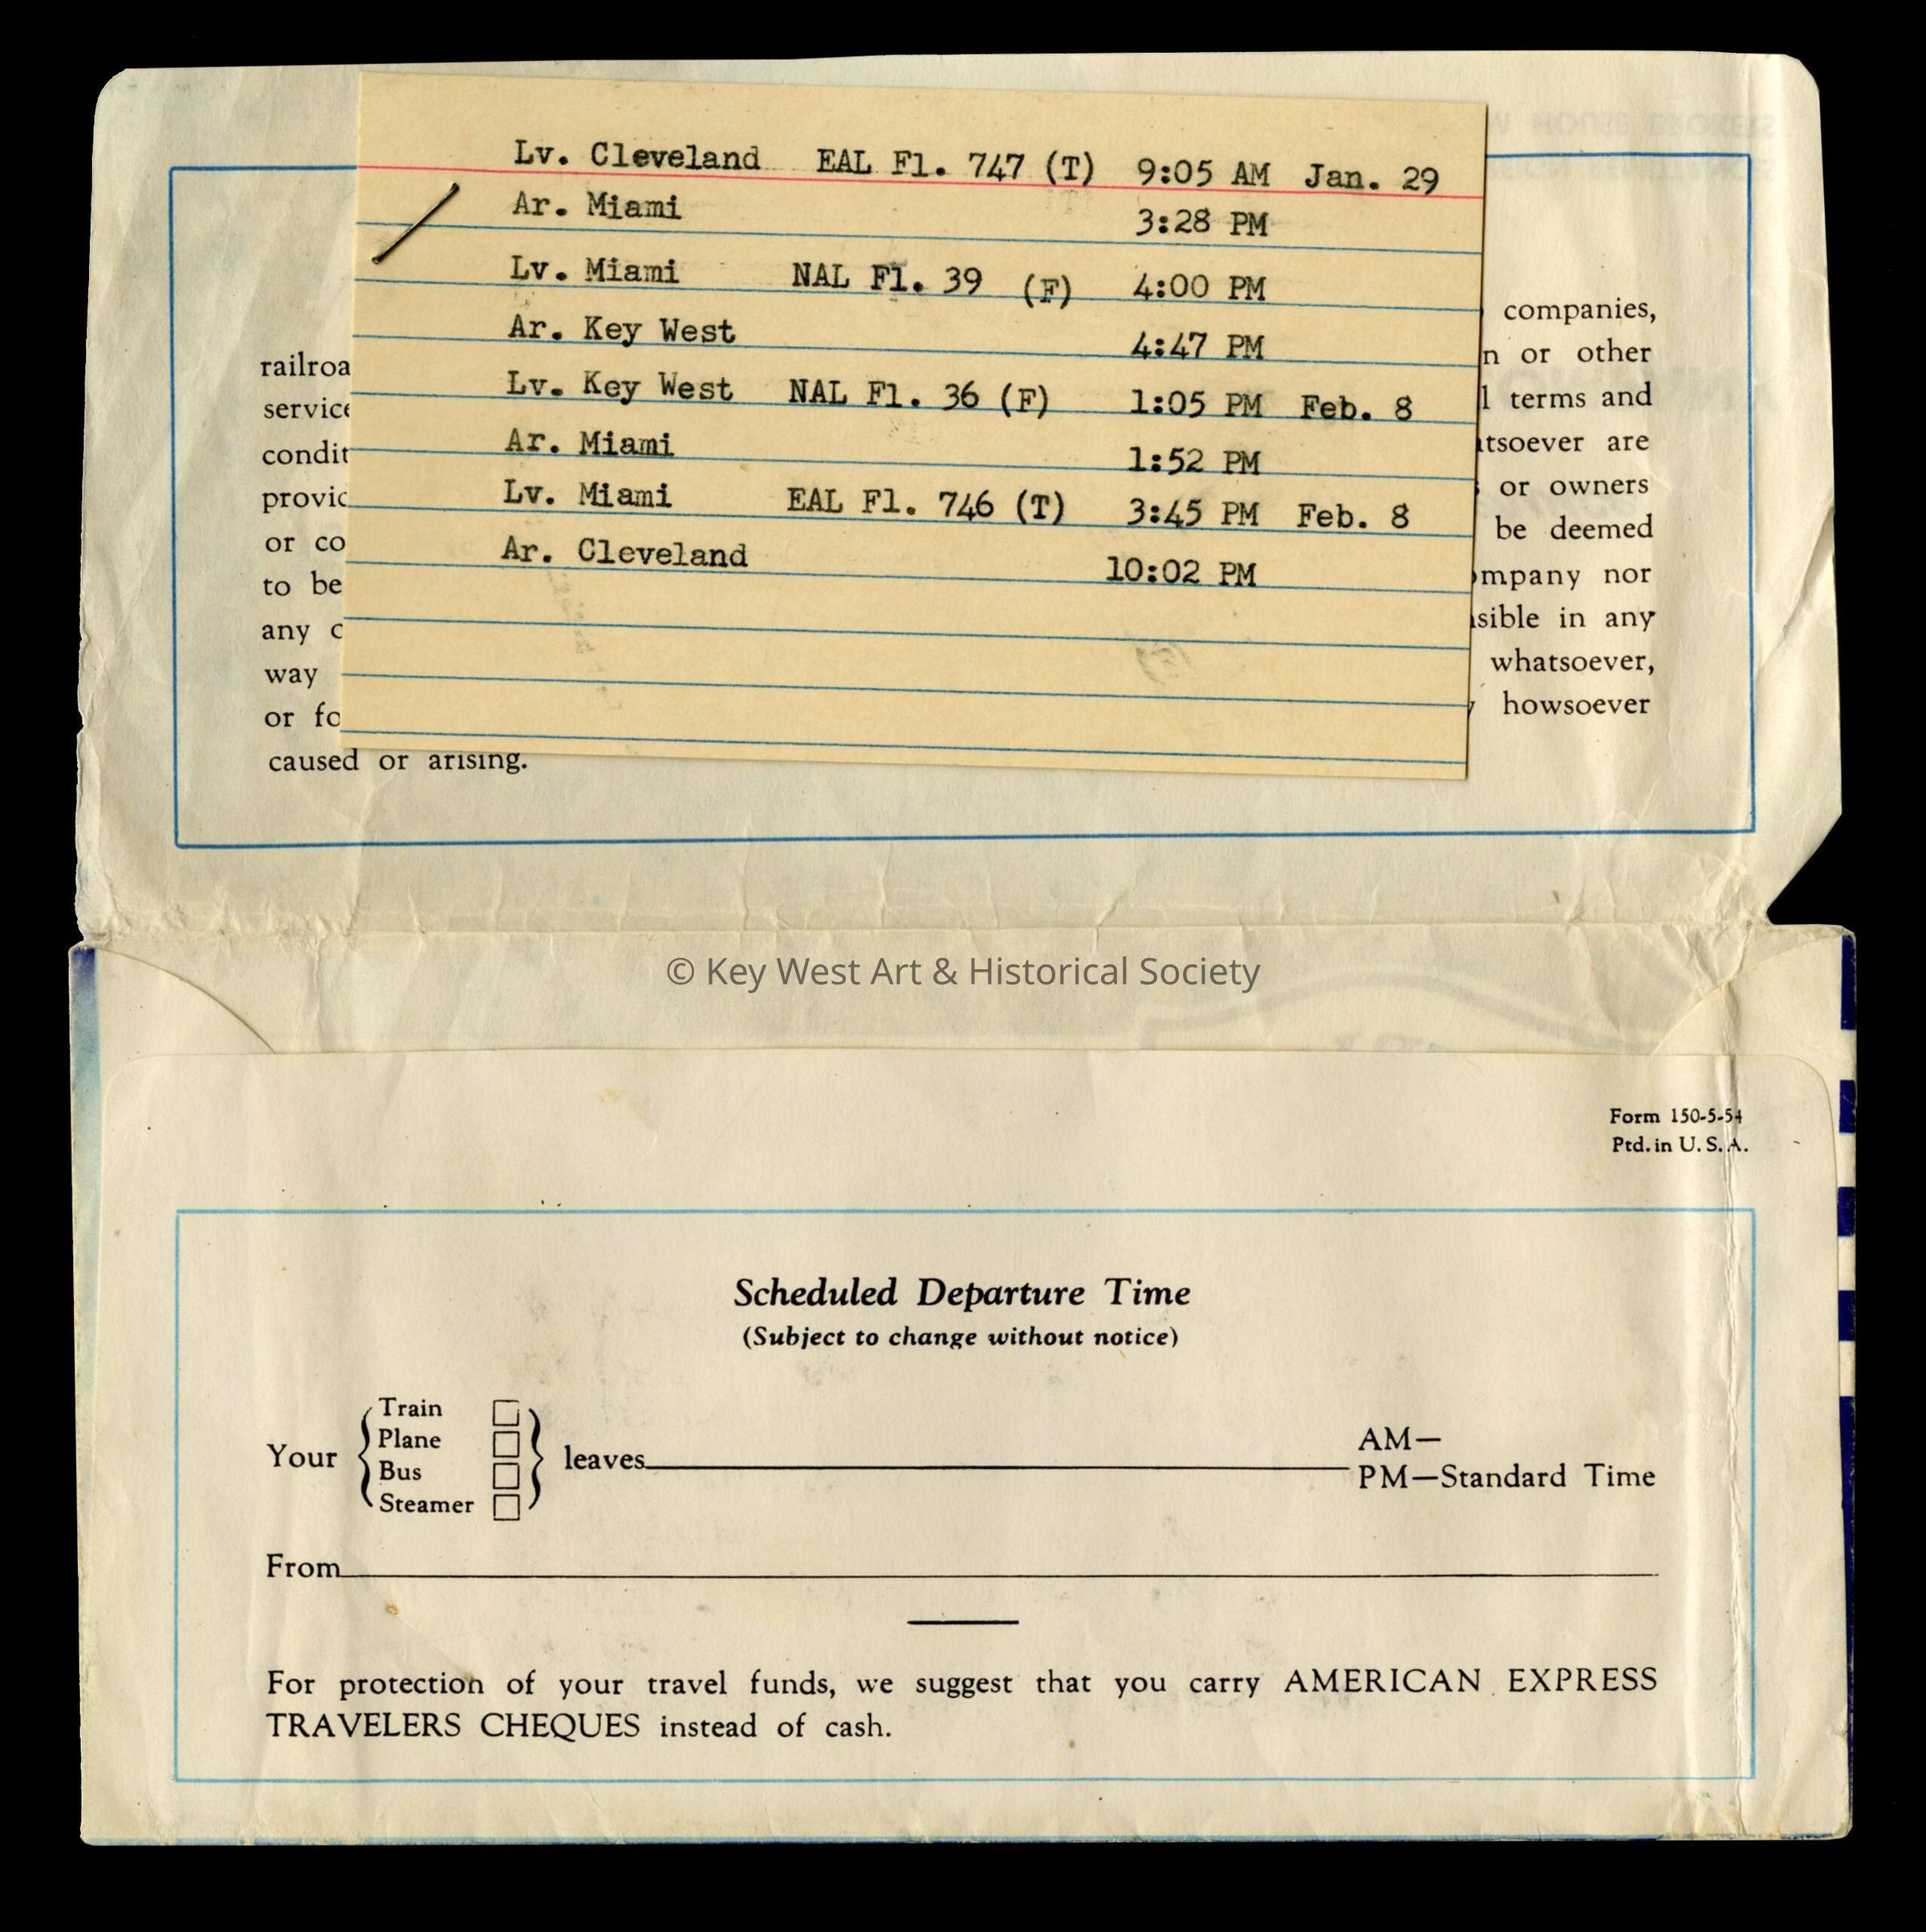 Lv. Cleveland EAL Fl. 747 (T) 9:05 AM Jan. 29
Ar. Miami 3:28 PM
Lv. Miami NAL Fl. 39 (F) 4:00 PM
Ar. Key West 4:47 PM
Lv. Key West NAL Fl. 36 (F) 1:05 PM Feb. 8
Ar. Miami 1:52 PM
Lv. Miami EAL Fl. 746 (T) 3:45 PM Feb. 8
Ar. Cleveland 10:02 PM
companies,
railroa n or other
service l terms and
condit tsoever are
provid or owners
or co be deemed
to be mpany nor
any c sible in any
way whatsoever,
or fo y howsoever
caused or arising.
© Key West Art & Historical Society
Form 150-5-54
Ptd. in U. S. A.
Scheduled Departure Time
(Subject to change without notice)
Train
Plane
Your Bus leaves AM—
Steamer PM—Standard Time
From
For protection of your travel funds, we suggest that you carry AMERICAN EXPRESS
TRAVELERS CHEQUES instead of cash.